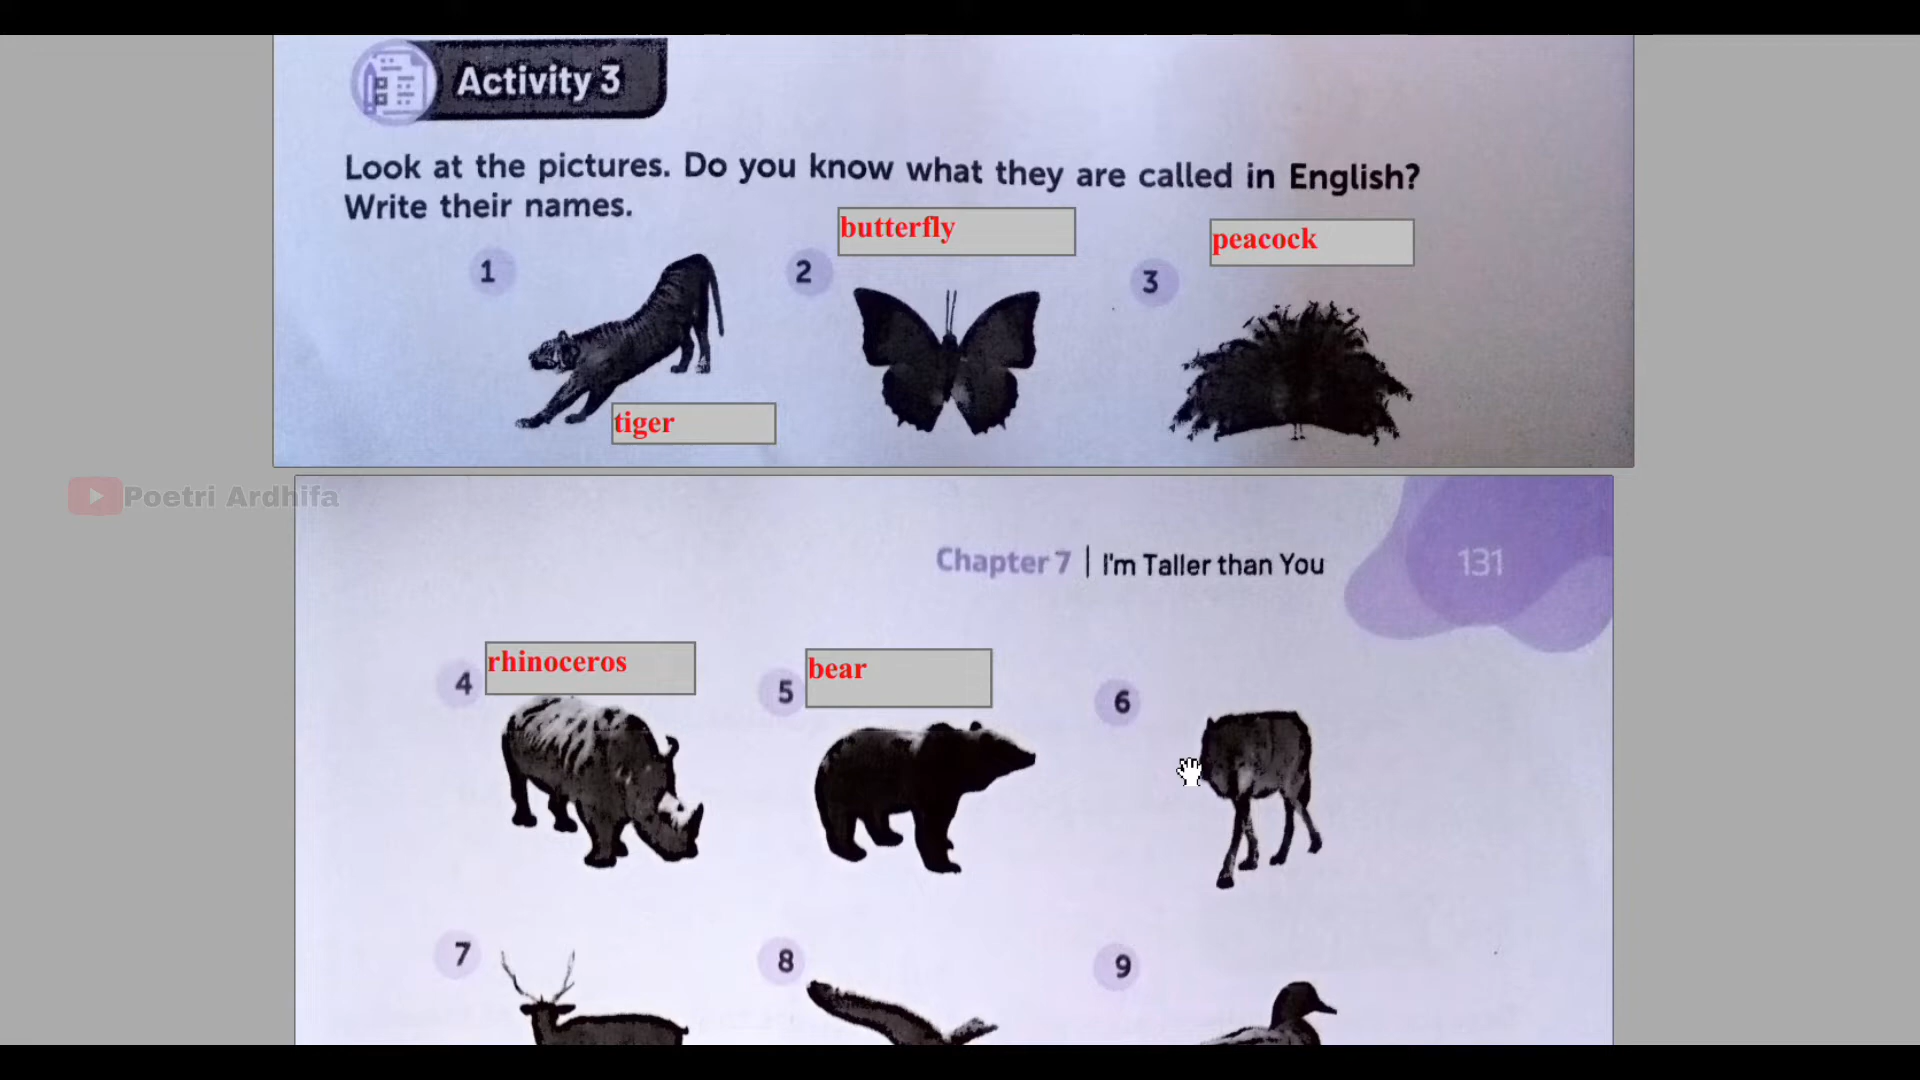 Activity 3
Look at the pictures. Do you know what they are called in English?
Write their names.
butterfly
peacock
1
2
3
tiger
Poetri Ardhifa
Chapter 7 | I'm Taller than You
131
rhinoceros
bear
4
5
6
7
8
9